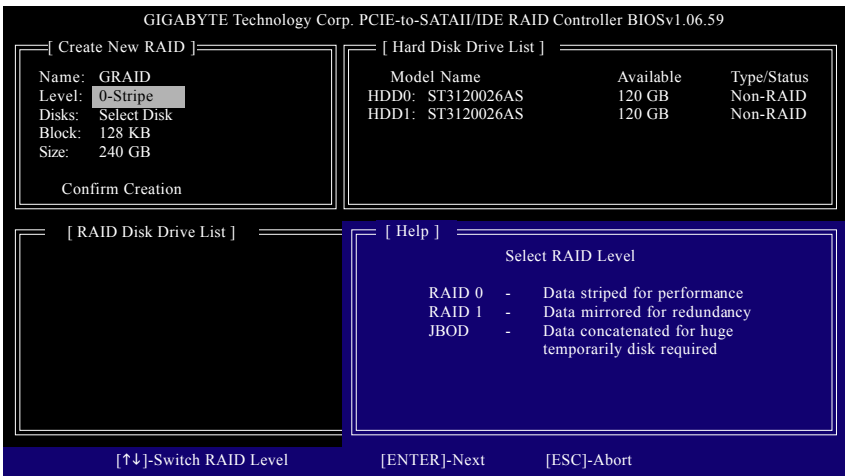 GIGABYTE Technology Corp. PCIE-to-SATAII/IDE RAID Controller BIOSv1.06.59
[ Create New RAID ]
Name: GRAID
Level: 0-Stripe
Disks: Select Disk
Block: 128 KB
Size: 240 GB
Confirm Creation
[ Hard Disk Drive List ]
Model Name Available Type/Status
HDD0: ST3120026AS 120 GB Non-RAID
HDD1: ST3120026AS 120 GB Non-RAID
[ RAID Disk Drive List ]
[ Help ]
Select RAID Level
RAID 0 - Data striped for performance
RAID 1 - Data mirrored for redundancy
JBOD - Data concatenated for huge
temporarily disk required
[↑↓]-Switch RAID Level [ENTER]-Next [ESC]-Abort